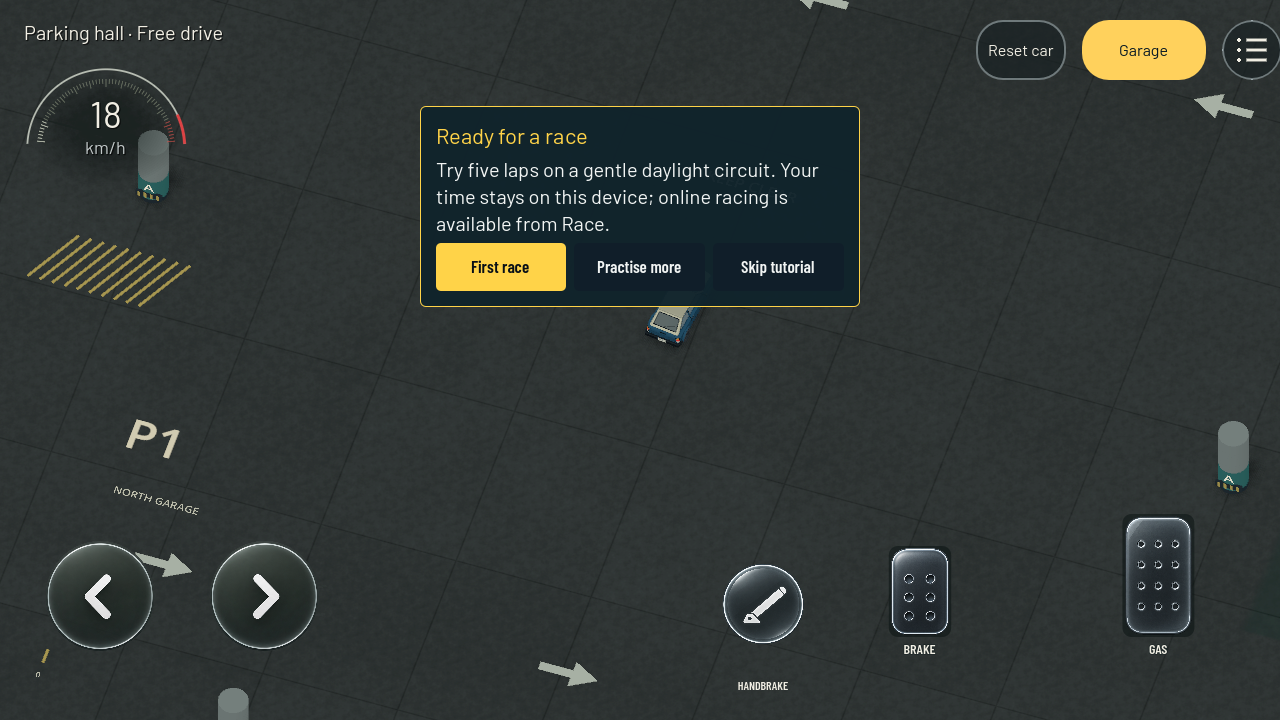 Parking hall · Free drive
Reset car
Garage
18
km/h
Ready for a race
Try five laps on a gentle daylight circuit. Your
time stays on this device; online racing is
available from Race.
First race
Practise more
Skip tutorial
A
P1
NORTH GARAGE
A
HANDBRAKE
BRAKE
GAS